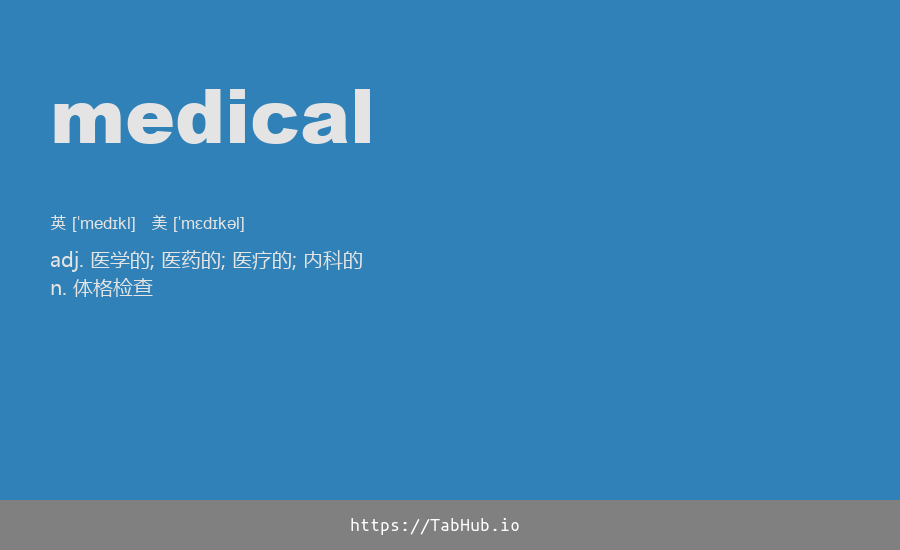 medical
英 [ˈmedɪkl] 美 [ˈmɛdɪkəl]
adj. 医学的; 医药的; 医疗的; 内科的
n. 体格检查
https://TabHub.io